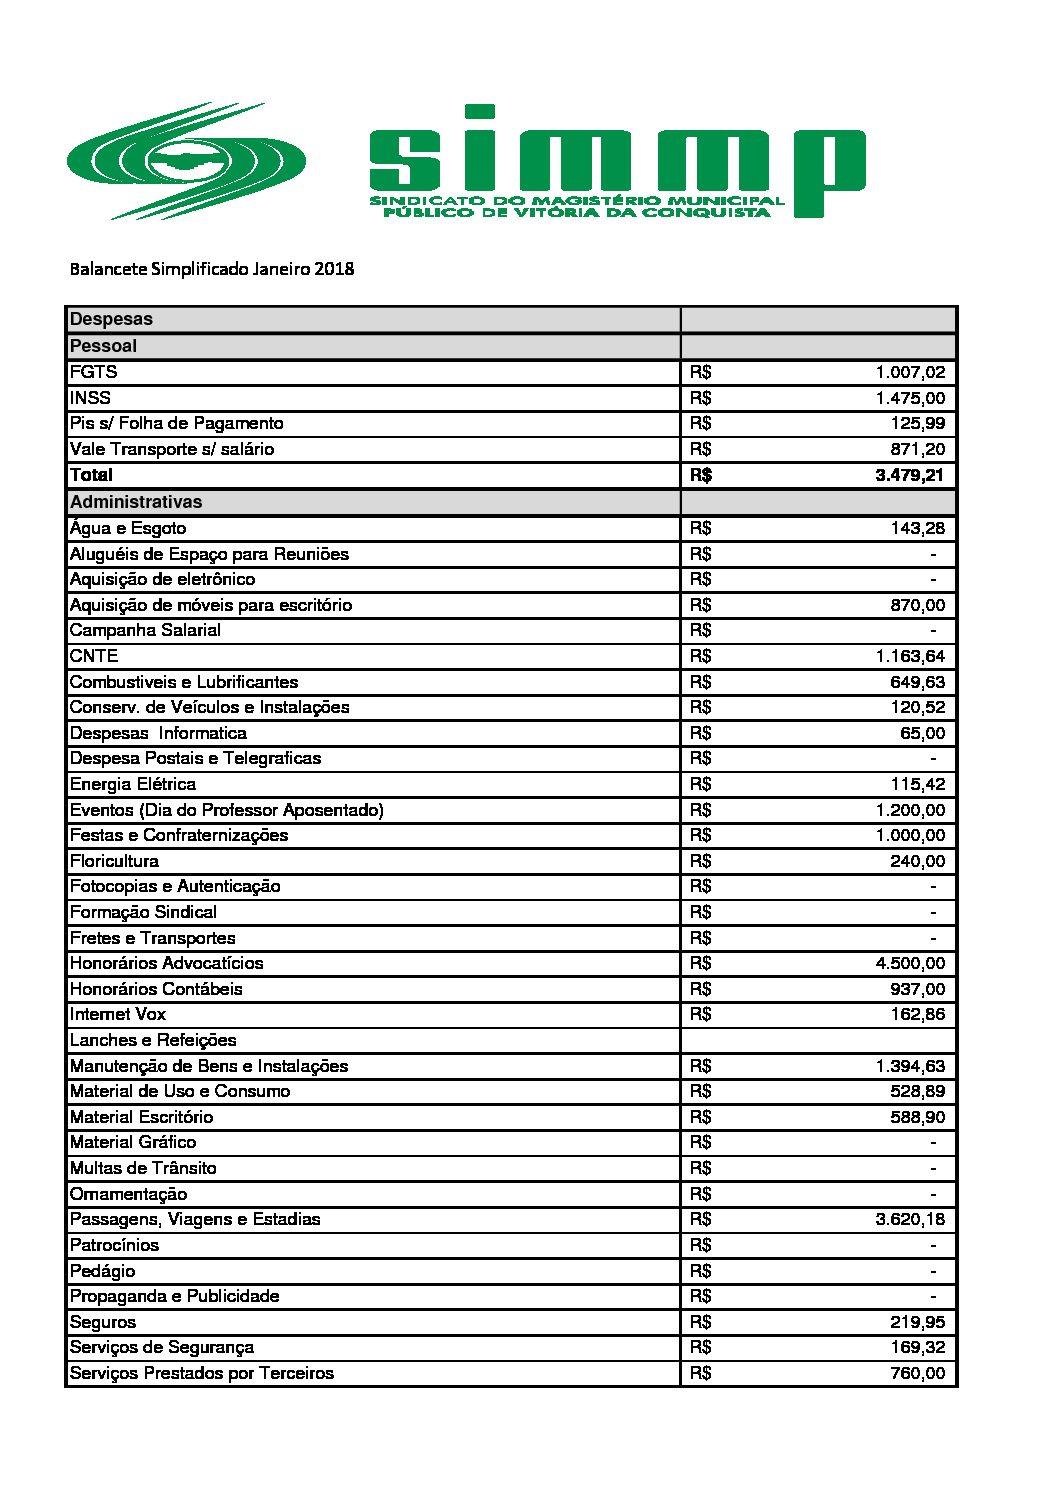 simmp
SINDICATO DO MAGISTÉRIO MUNICIPAL
PÚBLICO DE VITÓRIA DA CONQUISTA
Balancete Simplificado Janeiro 2018
Despesas
Pessoal
FGTS R$ 1.007,02
INSS R$ 1.475,00
Pis s/ Folha de Pagamento R$ 125,99
Vale Transporte s/ salário R$ 871,20
Total R$ 3.479,21
Administrativas
Água e Esgoto R$ 143,28
Aluguéis de Espaço para Reuniões R$ -
Aquisição de eletrônico R$ -
Aquisição de móveis para escritório R$ 870,00
Campanha Salarial R$ -
CNTE R$ 1.163,64
Combustiveis e Lubrificantes R$ 649,63
Conserv. de Veículos e Instalações R$ 120,52
Despesas  Informatica R$ 65,00
Despesa Postais e Telegraficas R$ -
Energia Elétrica R$ 115,42
Eventos (Dia do Professor Aposentado) R$ 1.200,00
Festas e Confraternizações R$ 1.000,00
Floricultura R$ 240,00
Fotocopias e Autenticação R$ -
Formação Sindical R$ -
Fretes e Transportes R$ -
Honorários Advocatícios R$ 4.500,00
Honorários Contábeis R$ 937,00
Internet Vox R$ 162,86
Lanches e Refeições
Manutenção de Bens e Instalações R$ 1.394,63
Material de Uso e Consumo R$ 528,89
Material Escritório R$ 588,90
Material Gráfico R$ -
Multas de Trânsito R$ -
Ornamentação R$ -
Passagens, Viagens e Estadias R$ 3.620,18
Patrocínios R$ -
Pedágio R$ -
Propaganda e Publicidade R$ -
Seguros R$ 219,95
Serviços de Segurança R$ 169,32
Serviços Prestados por Terceiros R$ 760,00